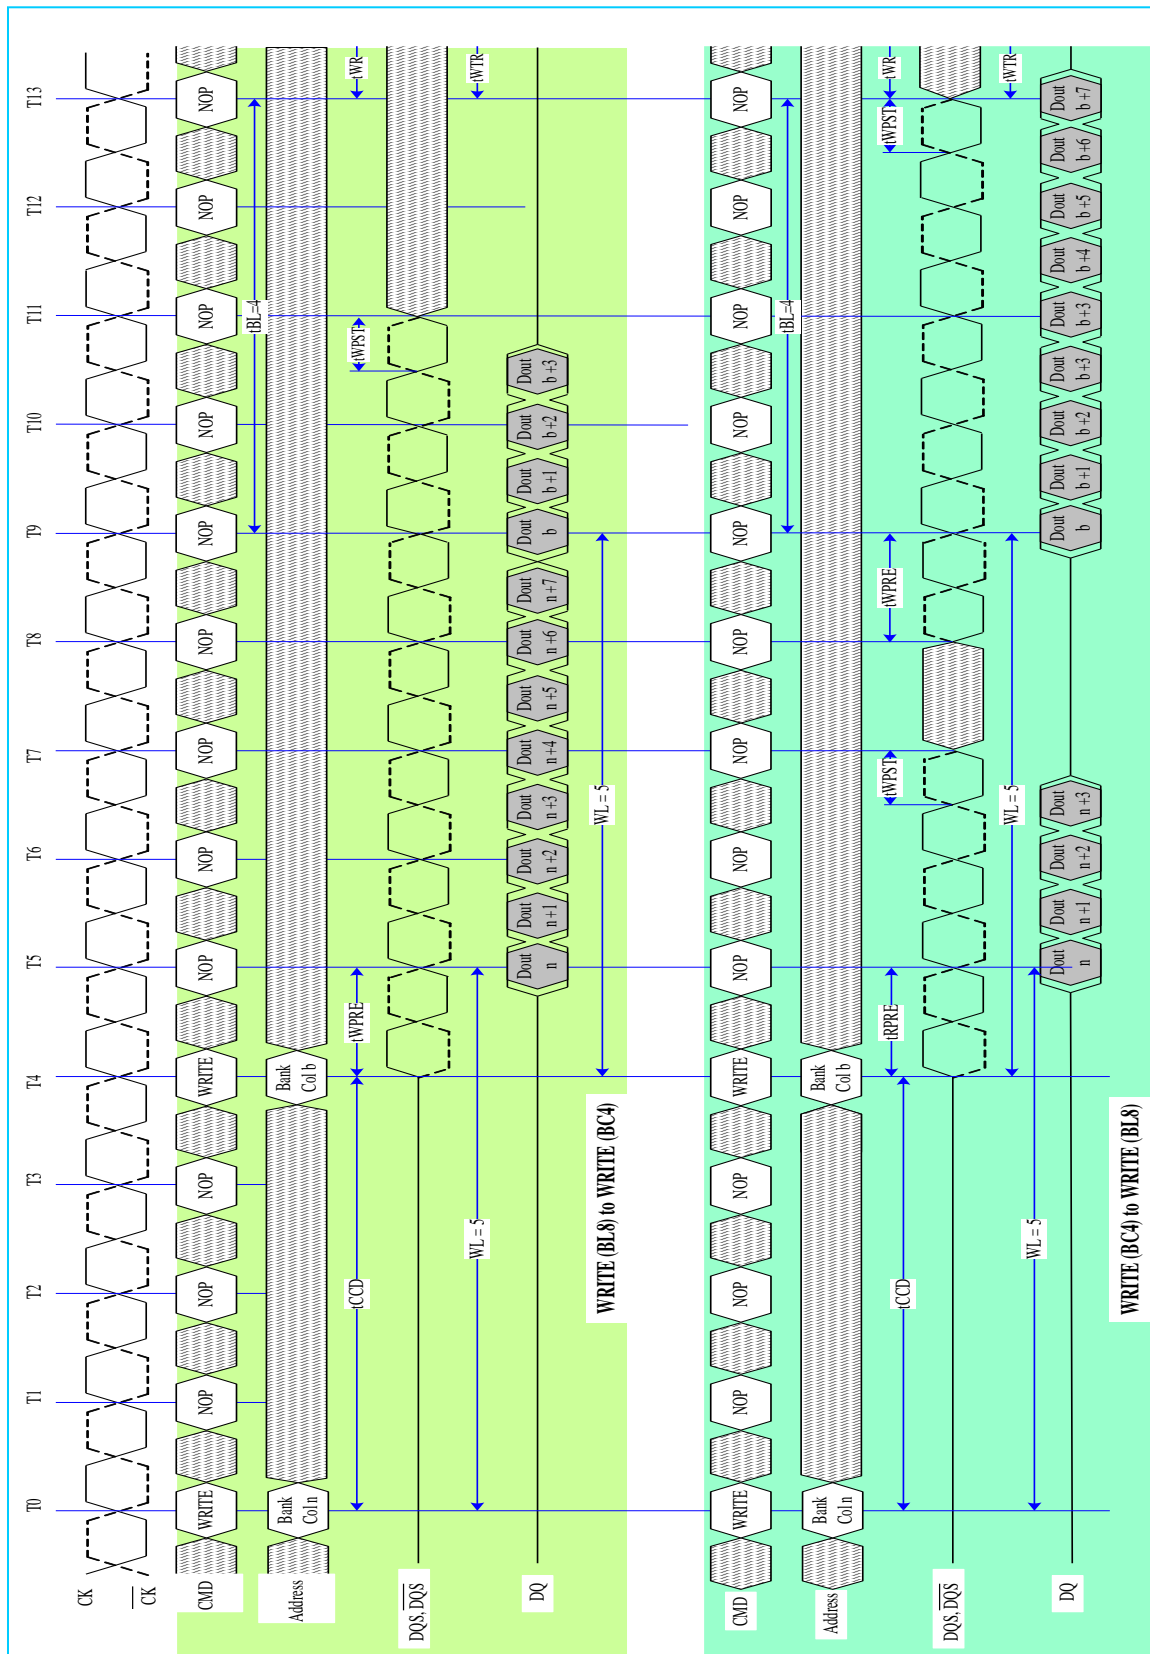 T0 T1 T2 T3 T4 T5 T6 T7 T8 T9 T10 T11 T12 T13
CK
CK
CMD
WRITE NOP NOP NOP WRITE NOP NOP NOP NOP NOP NOP NOP NOP NOP
tBL=4
Address
Bank
Col n
Bank
Col b
tCCD tWPRE tWPST tWR
DQS, DQS
WL = 5 tWTR
DQ
Dout
n
Dout
n+1
Dout
n+2
Dout
n+3
Dout
n+4
Dout
n+5
Dout
n+6
Dout
n+7
Dout
b
Dout
b+1
Dout
b+2
Dout
b+3
WL = 5
WRITE (BL8) to WRITE (BC4)
CMD
WRITE NOP NOP NOP WRITE NOP NOP NOP NOP NOP NOP NOP NOP NOP
tBL=4
Address
Bank
Col n
Bank
Col b
tCCD tRPRE tWPST tWPRE tWPST tWR
DQS, DQS
WL = 5 tWTR
WL = 5
DQ
Dout
n
Dout
n+1
Dout
n+2
Dout
n+3
Dout
b
Dout
b+1
Dout
b+2
Dout
b+3
Dout
b+3
Dout
b+4
Dout
b+5
Dout
b+6
Dout
b+7
WRITE (BC4) to WRITE (BL8)